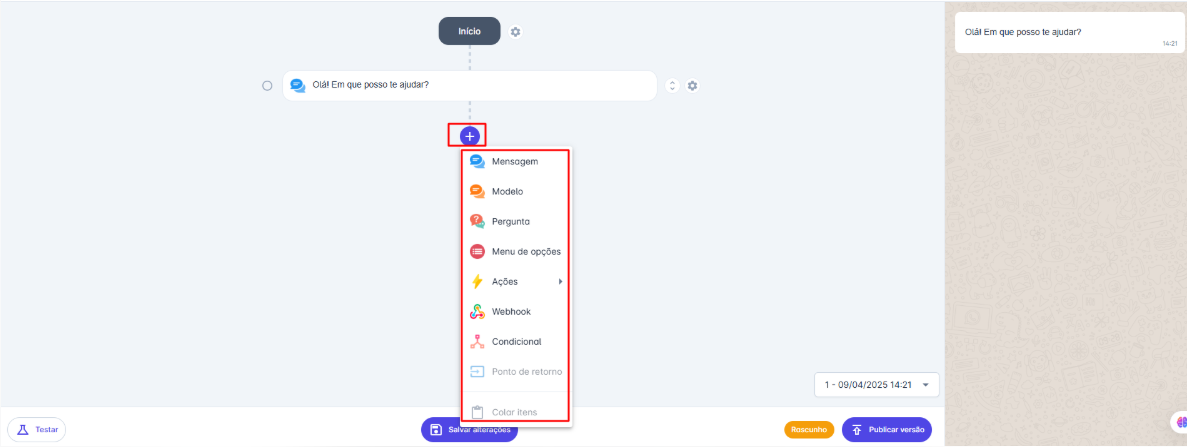 Início
Olá! Em que posso te ajudar?
Olá! Em que posso te ajudar?
14:21
Mensagem
Modelo
Pergunta
Menu de opções
Ações
Webhook
Condicional
Ponto de retorno
Colar itens
1 - 09/04/2025 14:21
Testar
Salvar alterações
Rascunho
Publicar versão